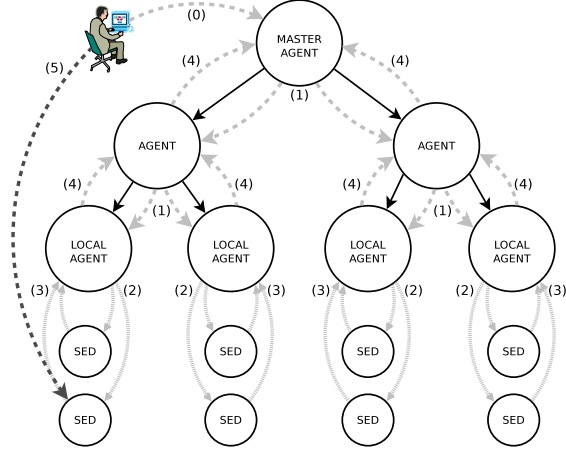 (0)
MASTER
AGENT
(5)
(4)
(4)
(1)
AGENT
AGENT
(4)
(4)
(4)
(4)
(1)
(1)
LOCAL
AGENT
LOCAL
AGENT
LOCAL
AGENT
LOCAL
AGENT
(3)
(2)
(2)
(3)
(3)
(2)
(2)
(3)
SED
SED
SED
SED
SED
SED
SED
SED